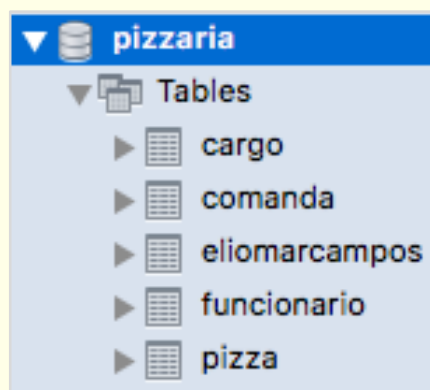 pizzaria
Tables
cargo
comanda
eliomarcampos
funcionario
pizza